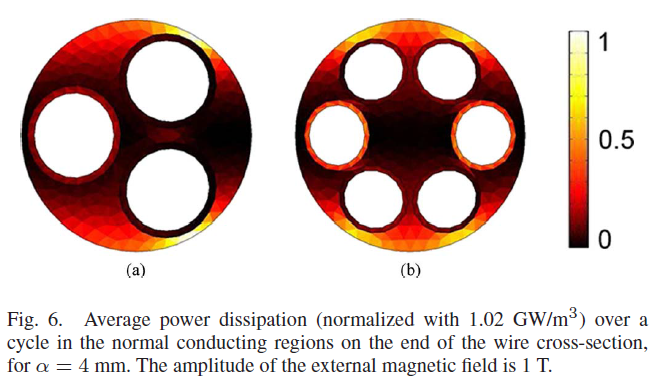 1
0.5
0
(a)
(b)
Fig. 6. Average power dissipation (normalized with 1.02 GW/m³) over a
cycle in the normal conducting regions on the end of the wire cross-section,
for α = 4 mm. The amplitude of the external magnetic field is 1 T.